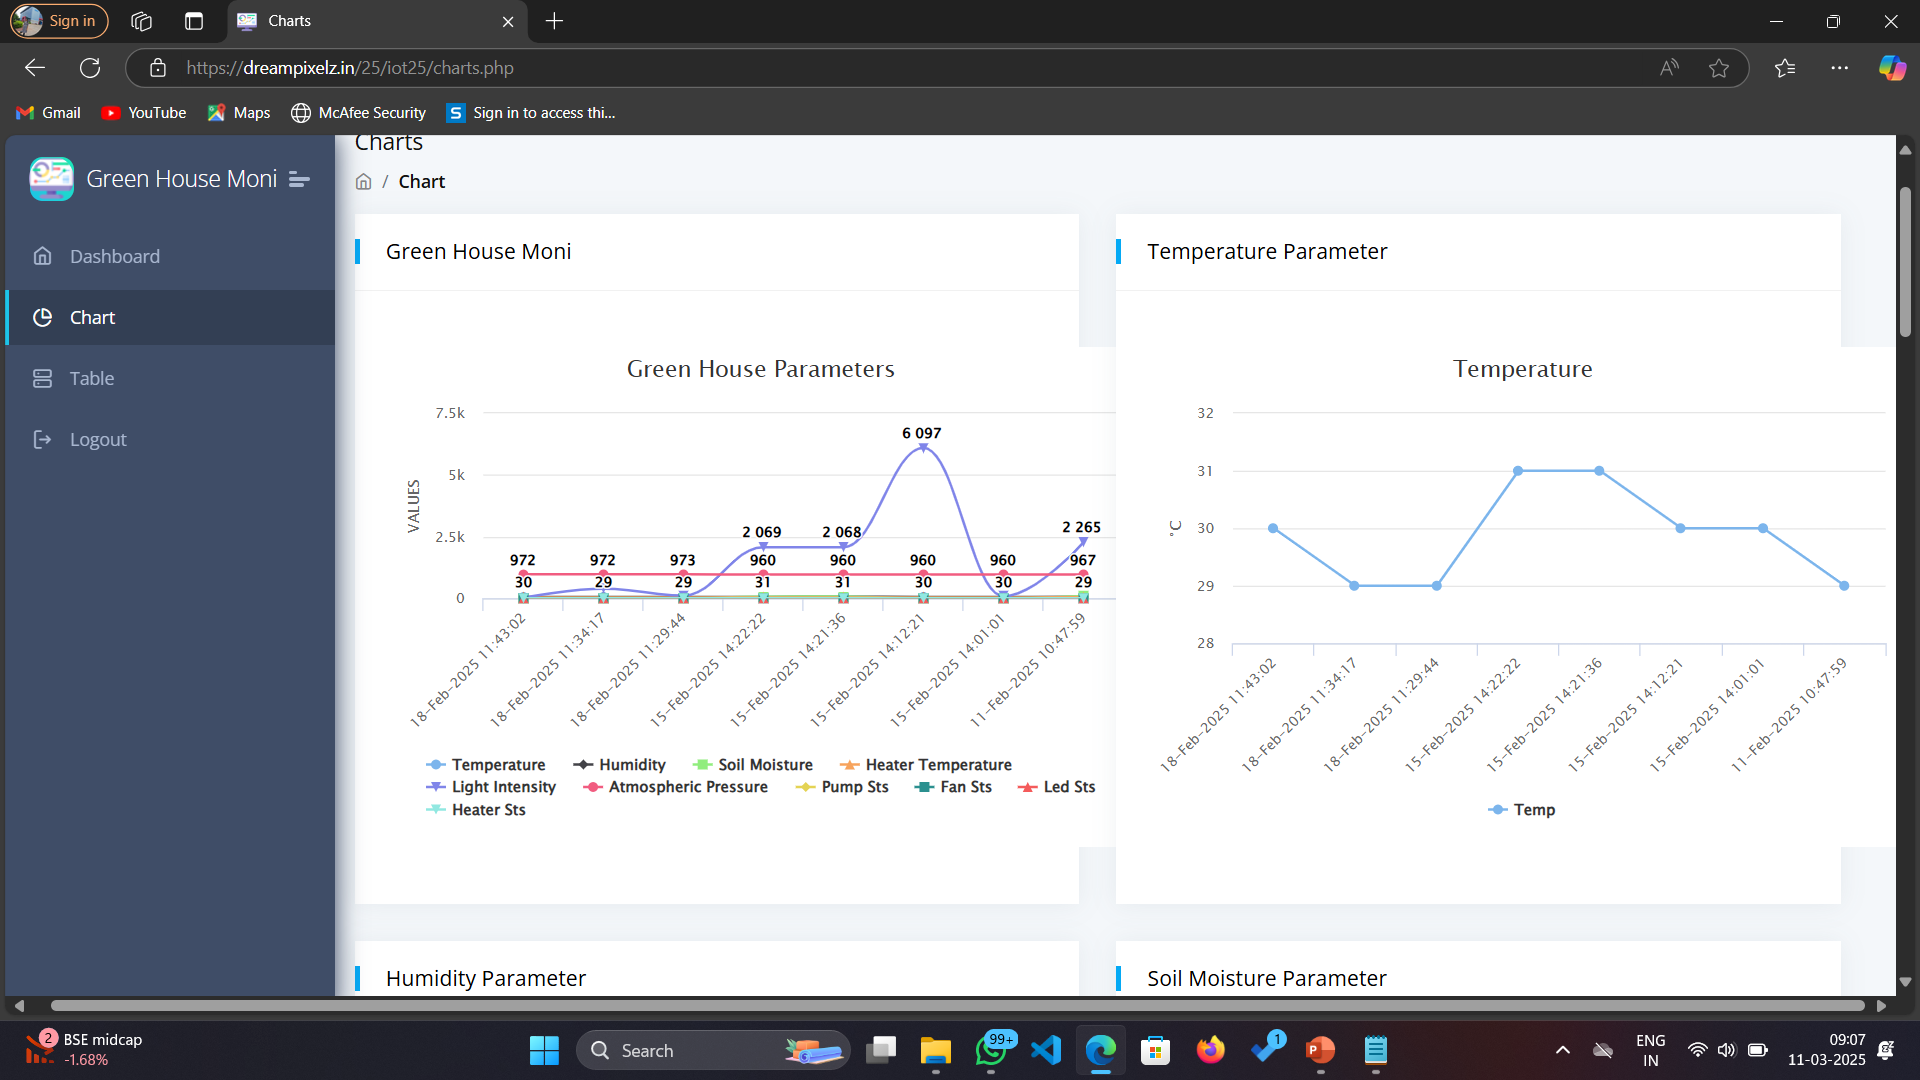 Sign in
Charts
https://dreampixelz.in/25/iot25/charts.php
Gmail
YouTube
Maps
McAfee Security
Sign in to access thi...
Green House Moni
Dashboard
Chart
Table
Logout
Charts
/ Chart
Green House Moni
Green House Parameters
VALUES
7.5k
5k
2.5k
0
6 097
2 069
2 068
2 265
972
972
973
960
960
960
960
967
30
29
29
31
31
30
30
29
18-Feb-2025 11:43:02
18-Feb-2025 11:34:17
18-Feb-2025 11:29:44
15-Feb-2025 14:22:22
15-Feb-2025 14:21:36
15-Feb-2025 14:12:21
15-Feb-2025 14:01:01
11-Feb-2025 10:47:59
Temperature
Humidity
Soil Moisture
Heater Temperature
Light Intensity
Atmospheric Pressure
Pump Sts
Fan Sts
Led Sts
Heater Sts
Temperature Parameter
Temperature
°C
32
31
30
29
28
18-Feb-2025 11:43:02
18-Feb-2025 11:34:17
18-Feb-2025 11:29:44
15-Feb-2025 14:22:22
15-Feb-2025 14:21:36
15-Feb-2025 14:12:21
15-Feb-2025 14:01:01
11-Feb-2025 10:47:59
Temp
Humidity Parameter
Soil Moisture Parameter
2
BSE midcap
-1.68%
Search
99+
1
ENG
IN
09:07
11-03-2025